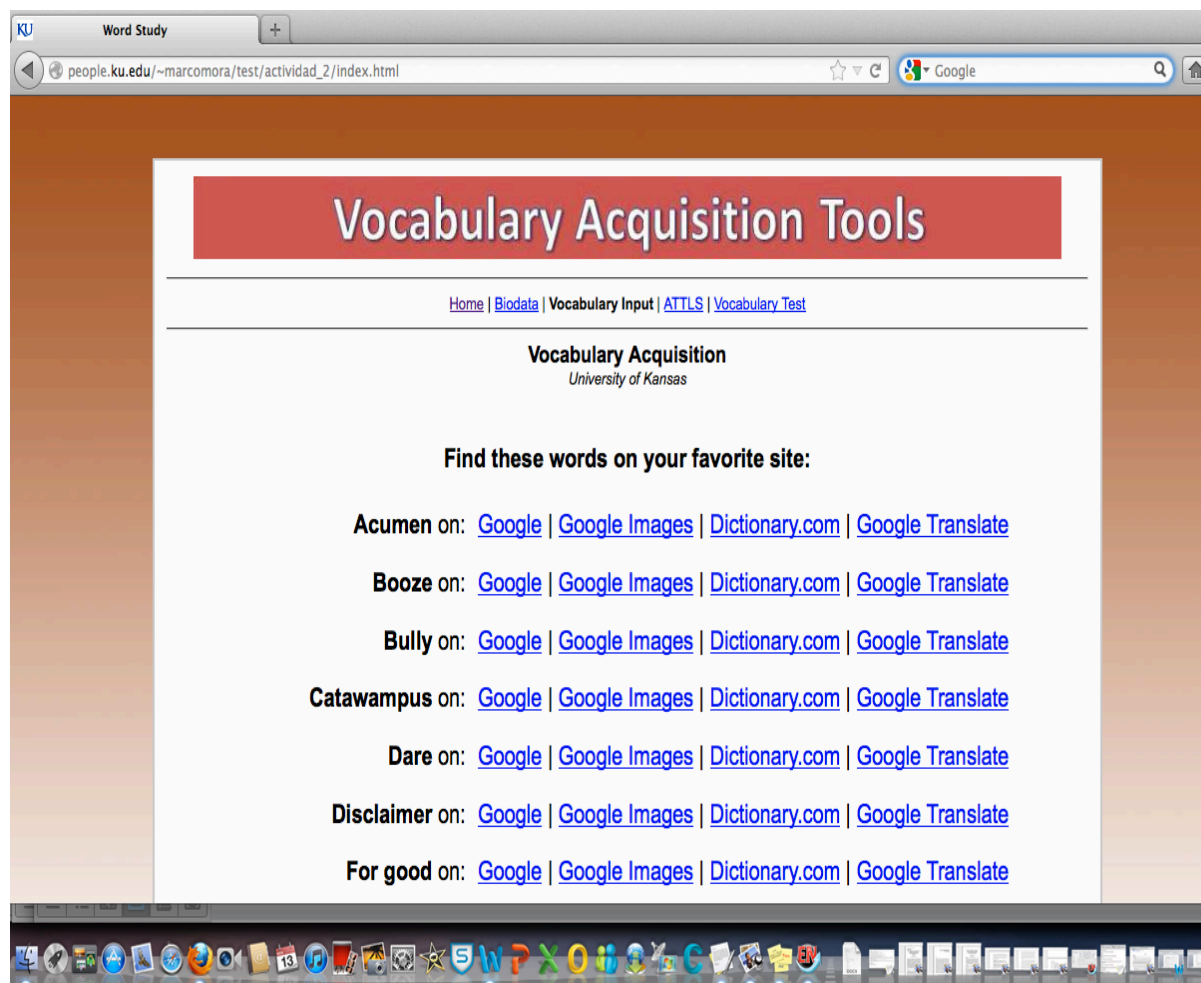 KU Word Study
people.ku.edu/~marcomora/test/actividad_2/index.html Google
Vocabulary Acquisition Tools
Home | Biodata | Vocabulary Input | ATTLS | Vocabulary Test
Vocabulary Acquisition
University of Kansas
Find these words on your favorite site:
Acumen on: Google | Google Images | Dictionary.com | Google Translate
Booze on: Google | Google Images | Dictionary.com | Google Translate
Bully on: Google | Google Images | Dictionary.com | Google Translate
Catawampus on: Google | Google Images | Dictionary.com | Google Translate
Dare on: Google | Google Images | Dictionary.com | Google Translate
Disclaimer on: Google | Google Images | Dictionary.com | Google Translate
For good on: Google | Google Images | Dictionary.com | Google Translate
13